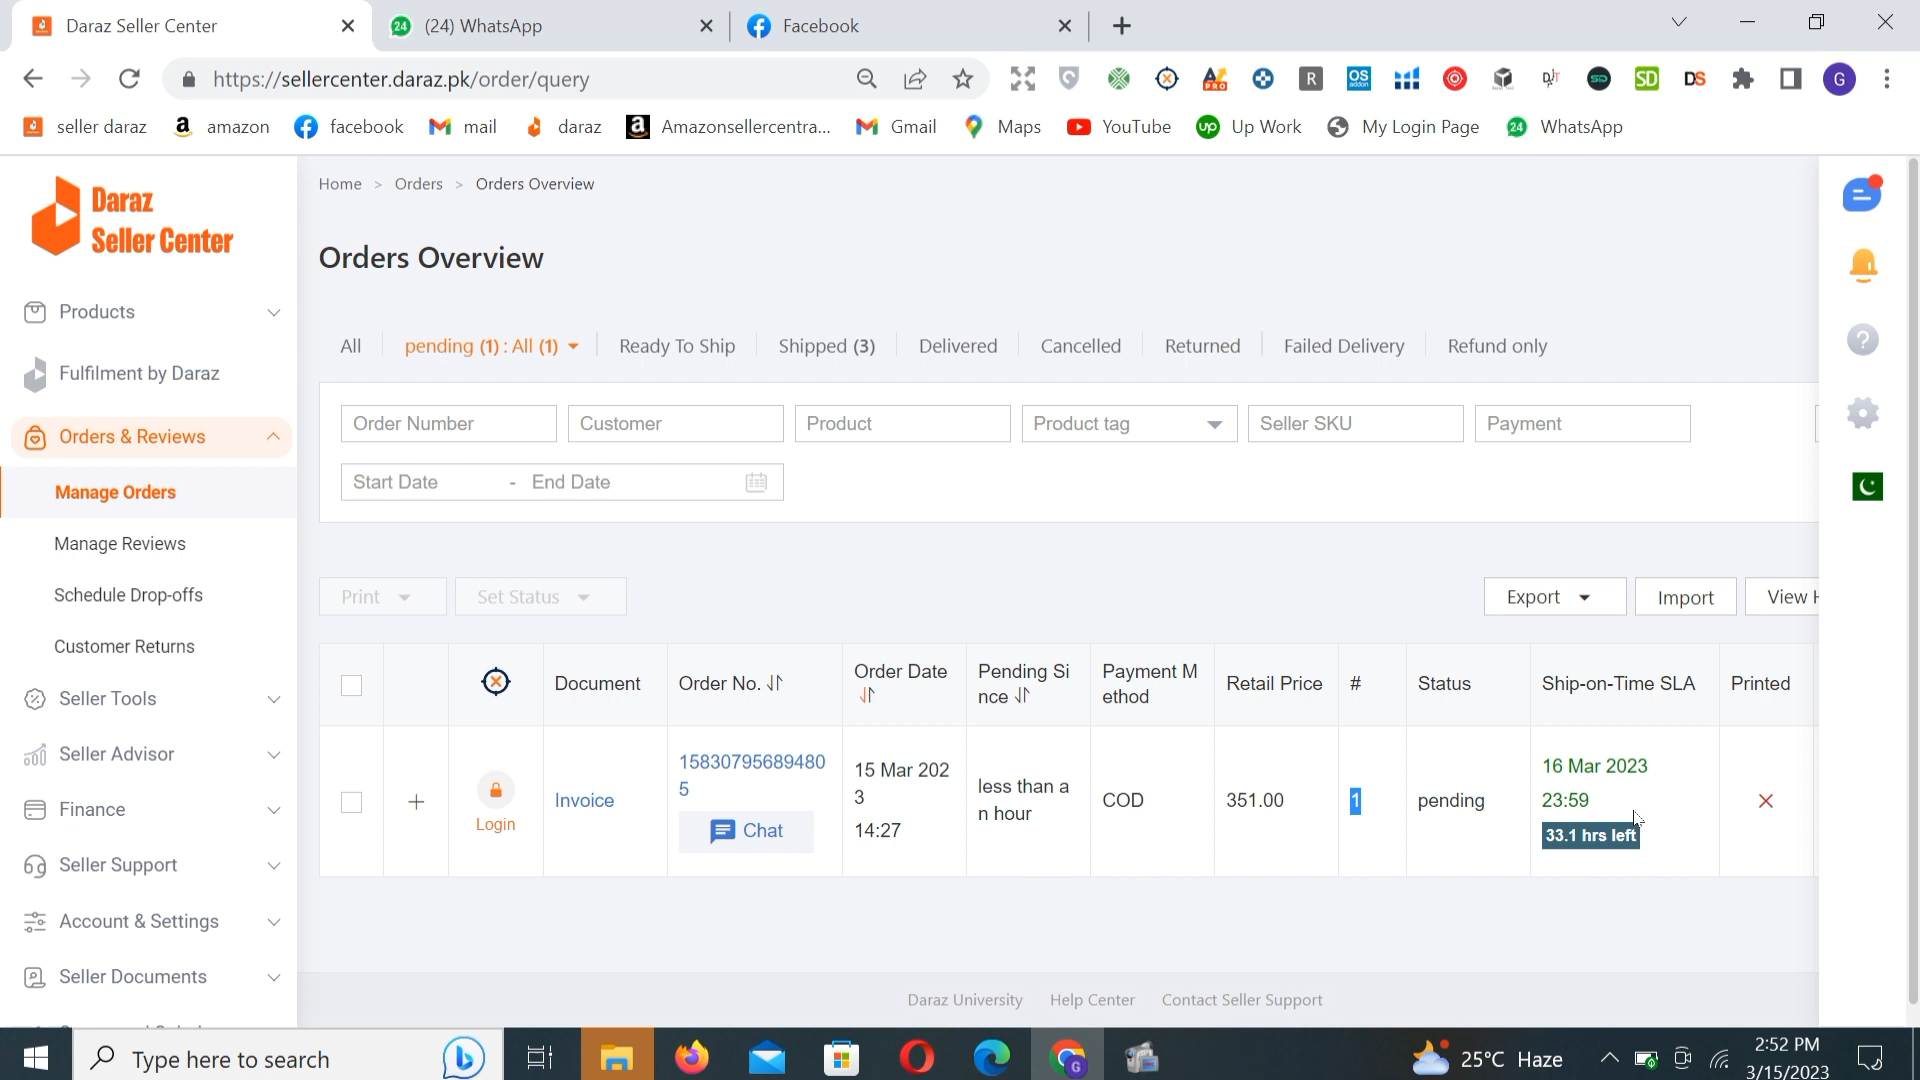 Daraz Seller Center
24 (24) WhatsApp
Facebook
https://sellercenter.daraz.pk/order/query
PRO R OS addon SD DS G
seller daraz
a amazon
facebook
mail
daraz
a Amazonsellercentra...
Gmail
Maps
YouTube
up Up Work
My Login Page
24 WhatsApp
Daraz
Seller Center
Products
Fulfilment by Daraz
Orders & Reviews
Manage Orders
Manage Reviews
Schedule Drop-offs
Customer Returns
Seller Tools
Seller Advisor
Finance
Seller Support
Account & Settings
Seller Documents
Home > Orders > Orders Overview
Orders Overview
All pending (1) : All (1) Ready To Ship Shipped (3) Delivered Cancelled Returned Failed Delivery Refund only
Order Number Customer Product Product tag Seller SKU Payment
Start Date - End Date
Print Set Status Export Import View H
Document Order No. Order Date Pending Si
nce Payment M
ethod Retail Price # Status Ship-on-Time SLA Printed
Login
Invoice
15830795689480
5
Chat
15 Mar 202
3
14:27
less than a
n hour
COD
351.00
1
pending
16 Mar 2023
23:59
33.1 hrs left
Daraz University Help Center Contact Seller Support
Type here to search
25°C Haze
2:52 PM
3/15/2023